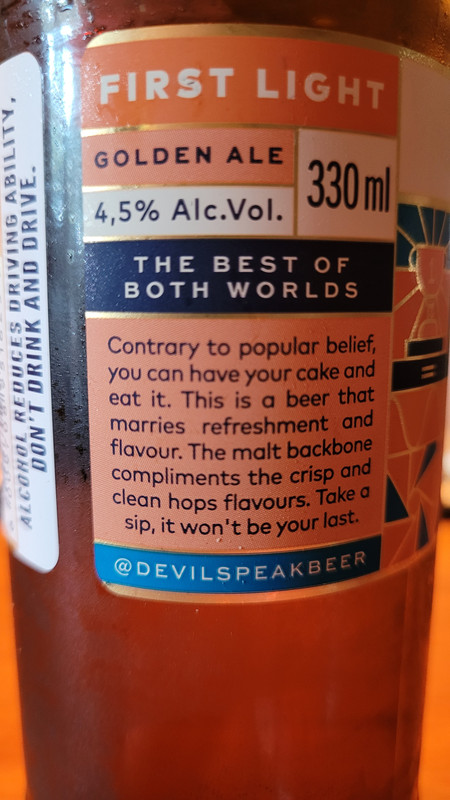 FIRST LIGHT
GOLDEN ALE
4,5% Alc.Vol.
330 ml
THE BEST OF
BOTH WORLDS
Contrary to popular belief,
you can have your cake and
eat it. This is a beer that
marries refreshment and
flavour. The malt backbone
compliments the crisp and
clean hops flavours. Take a
sip, it won't be your last.
@DEVILSPEAKBEER
ALCOHOL REDUCES DRIVING ABILITY,
DON'T DRINK AND DRIVE.